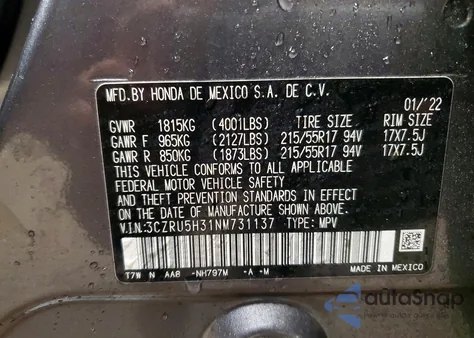 MFD.BY HONDA DE MEXICO S.A. DE C.V.
01/'22
GVWR 1815KG (4001LBS) TIRE SIZE RIM SIZE
GAWR F 965KG (2127LBS) 215/55R17 94V 17X7.5J
GAWR R 850KG (1873LBS) 215/55R17 94V 17X7.5J
THIS VEHICLE CONFORMS TO ALL APPLICABLE
FEDERAL MOTOR VEHICLE SAFETY
STANDARDS IN EFFECT ON THE DATE OF
MANUFACTURE SHOWN ABOVE.
V.I.N:3CZRU5H31NM731137 TYPE: MPV
T7W N AA8 -NH797M -A -M MADE IN MEXICO
autosnap